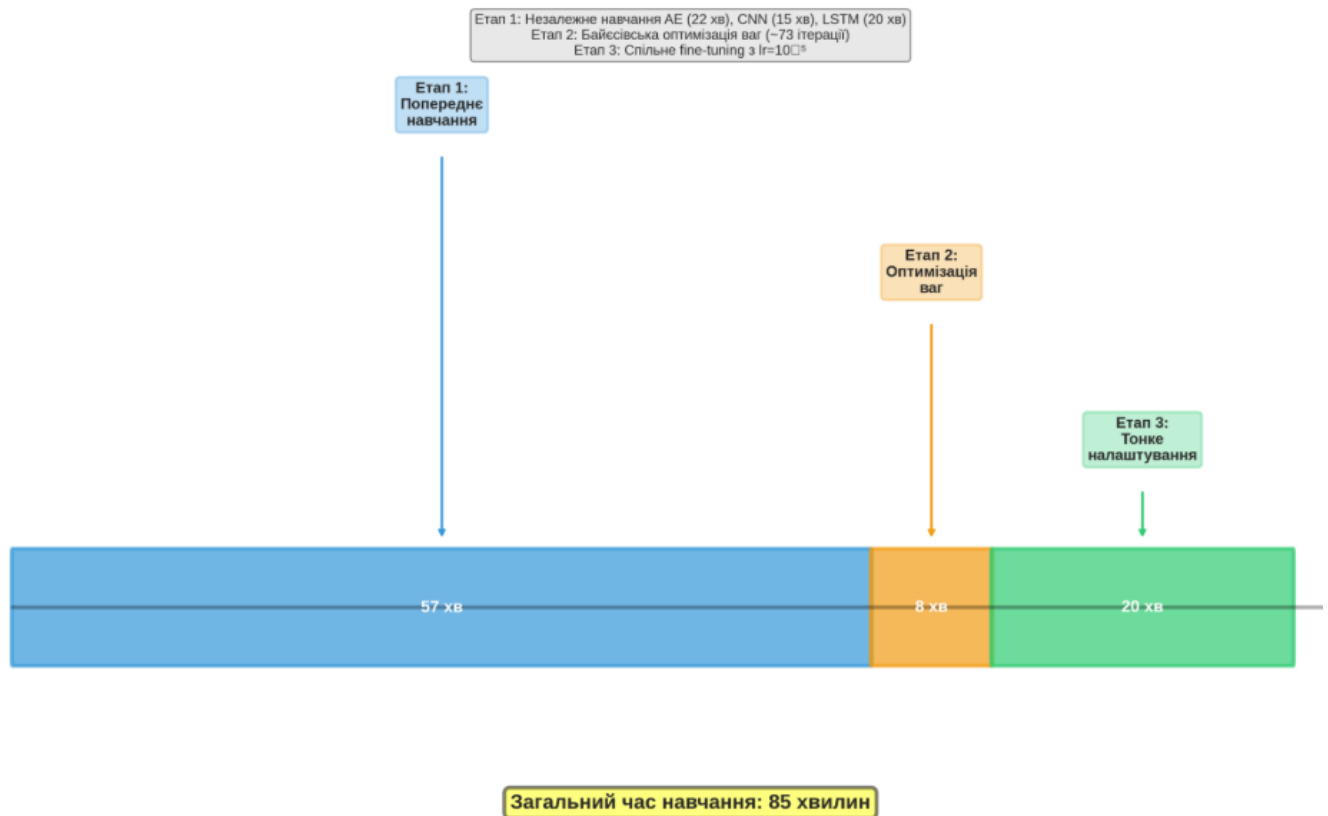 Етап 1: Незалежне навчання AE (22 хв), CNN (15 хв), LSTM (20 хв)
Етап 2: Байєсівська оптимізація ваг (~73 ітерації)
Етап 3: Спільне fine-tuning з lr=10□⁵
Етап 1:
Попереднє
навчання
Етап 2:
Оптимізація
ваг
Етап 3:
Тонке
налаштування
57 хв
8 хв
20 хв
Загальний час навчання: 85 хвилин